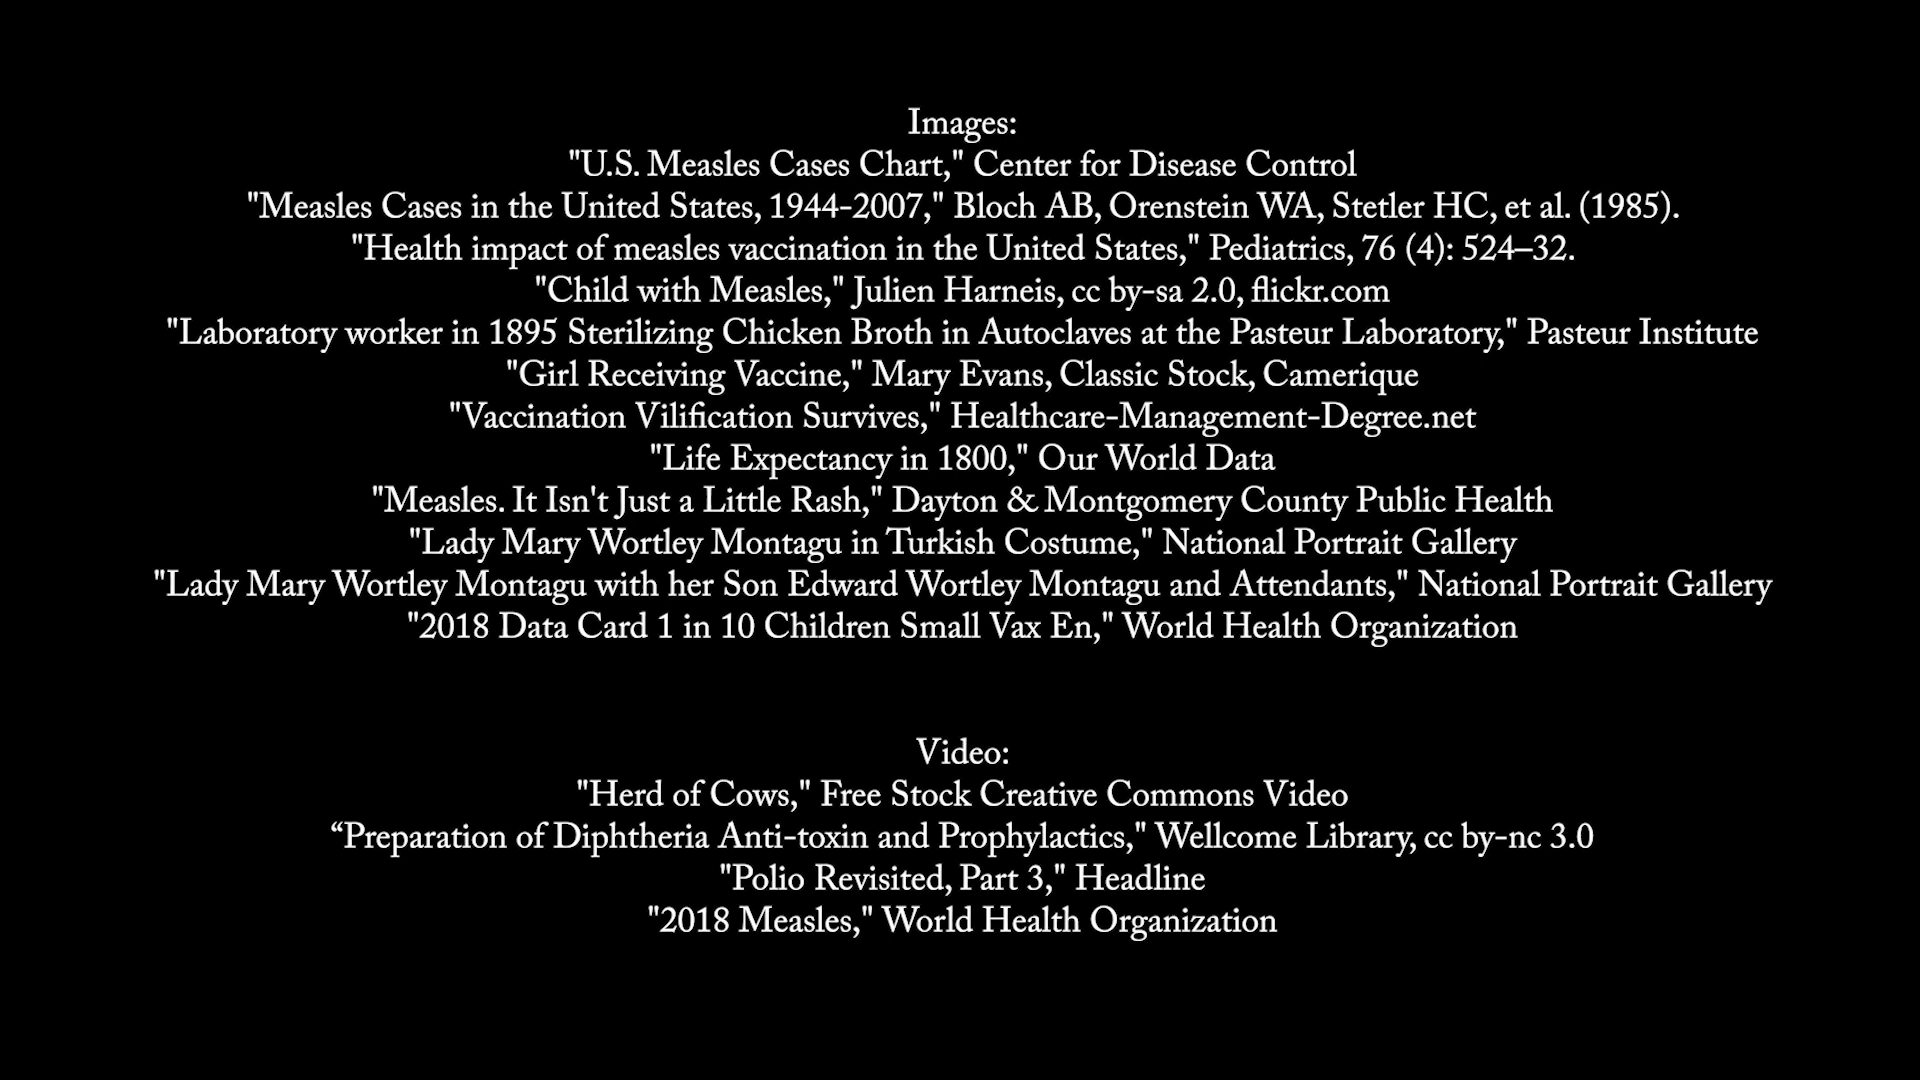 Images:
"U.S. Measles Cases Chart," Center for Disease Control
"Measles Cases in the United States, 1944-2007," Bloch AB, Orenstein WA, Stetler HC, et al. (1985).
"Health impact of measles vaccination in the United States," Pediatrics, 76 (4): 524–32.
"Child with Measles," Julien Harneis, cc by-sa 2.0, flickr.com
"Laboratory worker in 1895 Sterilizing Chicken Broth in Autoclaves at the Pasteur Laboratory," Pasteur Institute
"Girl Receiving Vaccine," Mary Evans, Classic Stock, Camerique
"Vaccination Vilification Survives," Healthcare-Management-Degree.net
"Life Expectancy in 1800," Our World Data
"Measles. It Isn't Just a Little Rash," Dayton & Montgomery County Public Health
"Lady Mary Wortley Montagu in Turkish Costume," National Portrait Gallery
"Lady Mary Wortley Montagu with her Son Edward Wortley Montagu and Attendants," National Portrait Gallery
"2018 Data Card 1 in 10 Children Small Vax En," World Health Organization
Video:
"Herd of Cows," Free Stock Creative Commons Video
“Preparation of Diphtheria Anti-toxin and Prophylactics," Wellcome Library, cc by-nc 3.0
"Polio Revisited, Part 3," Headline
"2018 Measles," World Health Organization